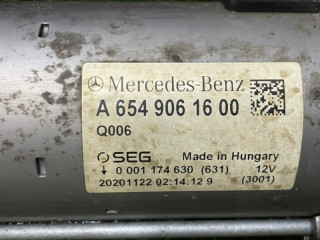 Mercedes-Benz
A 654 906 16 00
Q006
SEG Made in Hungary
0 001 174 630 (631) 12V
20201122 02:14:12 9 (3001)